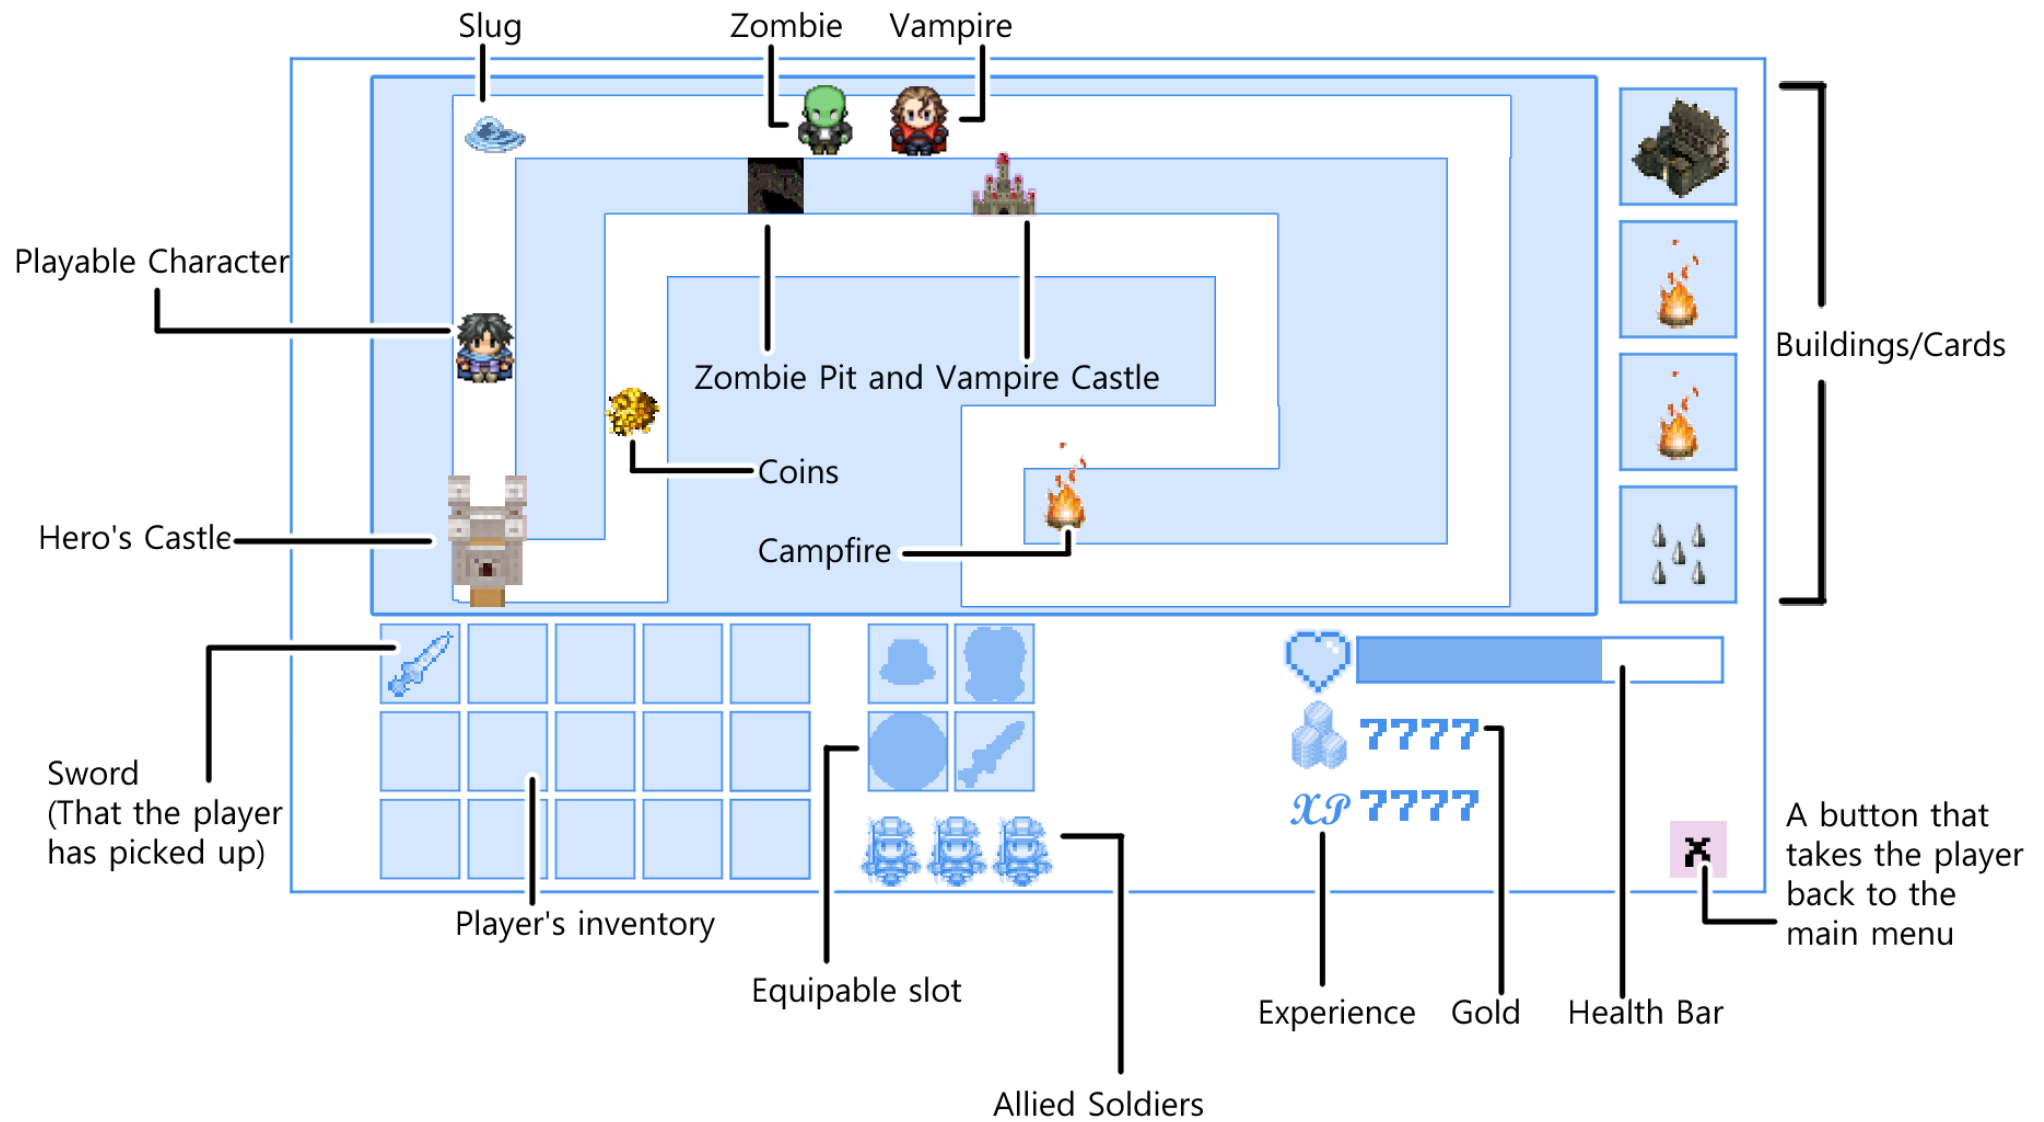 Slug
Zombie
Vampire
Playable Character
Zombie Pit and Vampire Castle
Buildings/Cards
Coins
Hero's Castle
Campfire
Sword
(That the player
has picked up)
7777
XP 7777
A button that
takes the player
back to the
main menu
x
Player's inventory
Equipable slot
Experience
Gold
Health Bar
Allied Soldiers